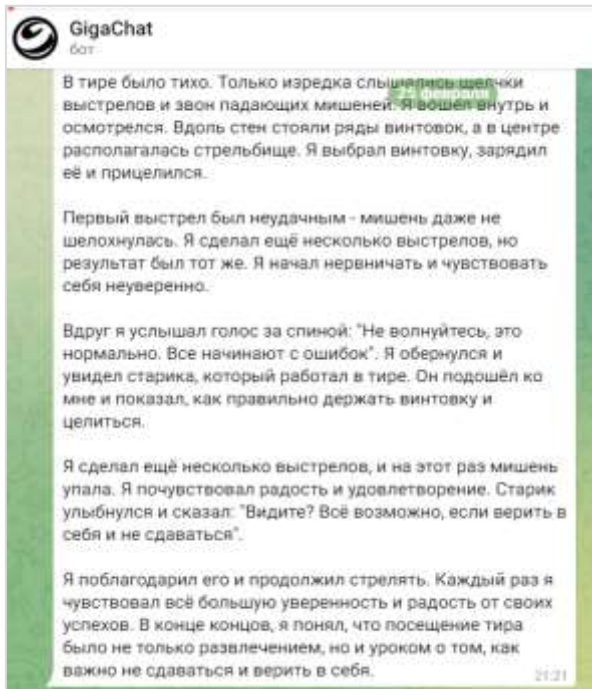 GigaChat
бот
В тире было тихо. Только изредка слышались щелчки
21 февраля
выстрелов и звон падающих мишеней. Я вошёл внутрь и
осмотрелся. Вдоль стен стояли ряды винтовок, а в центре
располагалась стрельбище. Я выбрал винтовку, зарядил
её и прицелился.
Первый выстрел был неудачным - мишень даже не
шелохнулась. Я сделал ещё несколько выстрелов, но
результат был тот же. Я начал нервничать и чувствовать
себя неуверенно.
Вдруг я услышал голос за спиной: "Не волнуйтесь, это
нормально. Все начинают с ошибок". Я обернулся и
увидел старика, который работал в тире. Он подошёл ко
мне и показал, как правильно держать винтовку и
целиться.
Я сделал ещё несколько выстрелов, и на этот раз мишень
упала. Я почувствовал радость и удовлетворение. Старик
улыбнулся и сказал: "Видите? Всё возможно, если верить в
себя и не сдаваться".
Я поблагодарил его и продолжил стрелять. Каждый раз я
чувствовал всё большую уверенность и радость от своих
успехов. В конце концов, я понял, что посещение тира
было не только развлечением, но и уроком о том, как
важно не сдаваться и верить в себя.
21:21